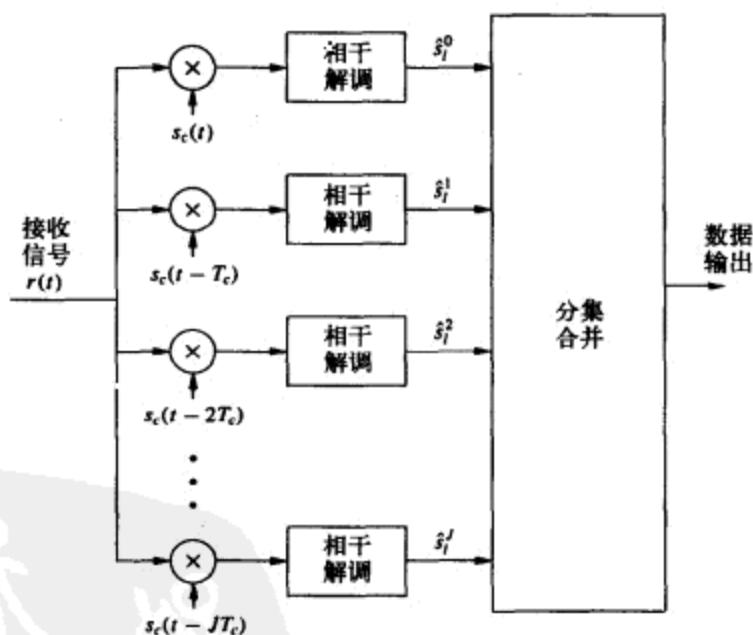 相干
解调
ŝ_l^0
s_c(t)
相干
解调
ŝ_l^1
接收
信号
r(t)
s_c(t − T_c)
数据
输出
分集
合并
相干
解调
ŝ_l^2
s_c(t − 2T_c)
相干
解调
ŝ_l^J
s_c(t − JT_c)